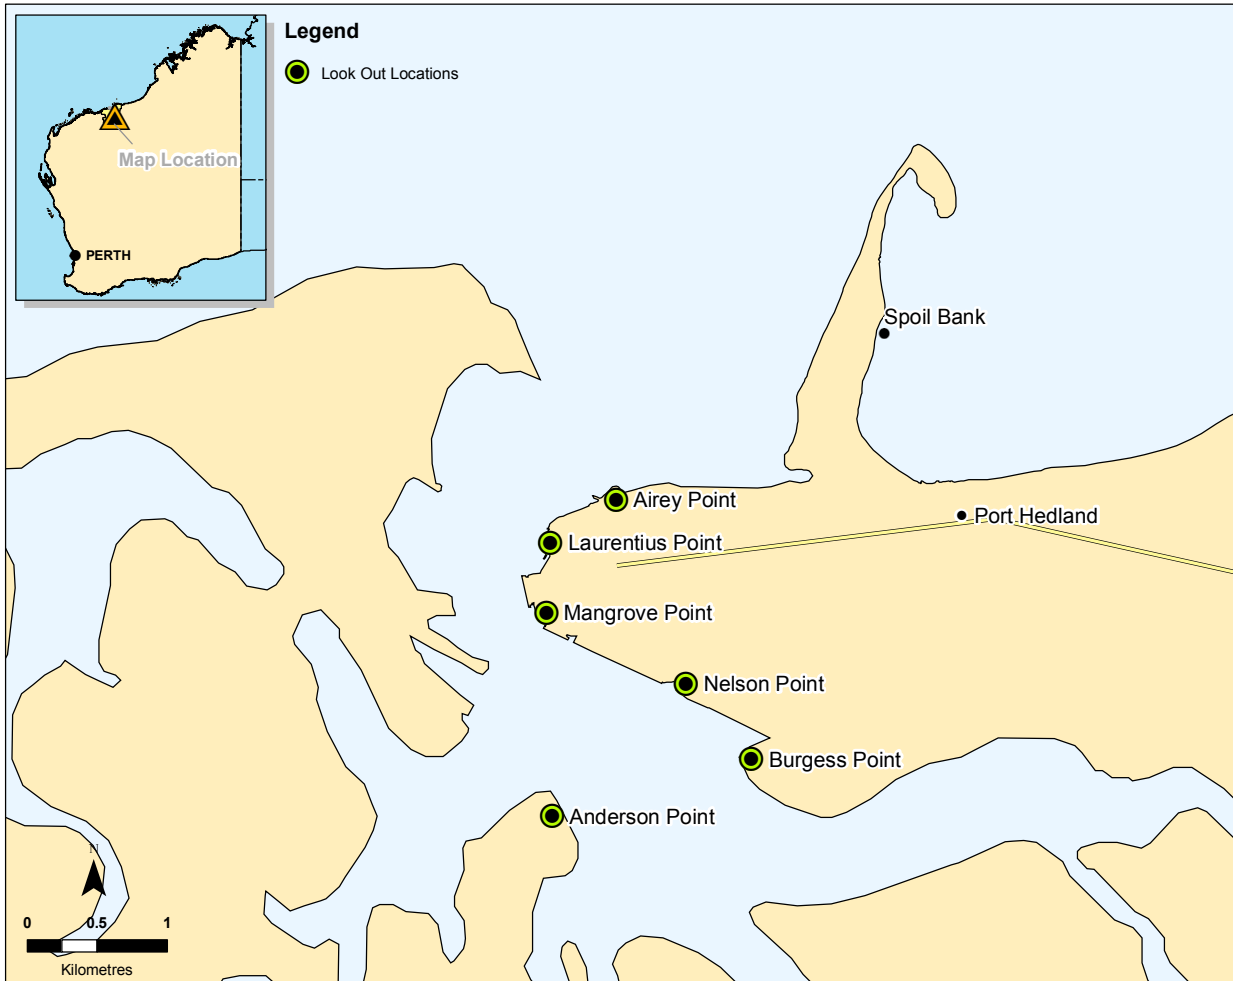 Legend
Look Out Locations
Map Location
PERTH
Spoil Bank
Airey Point
Port Hedland
Laurentius Point
Mangrove Point
Nelson Point
Burgess Point
Anderson Point
N
0 0.5 1
Kilometres